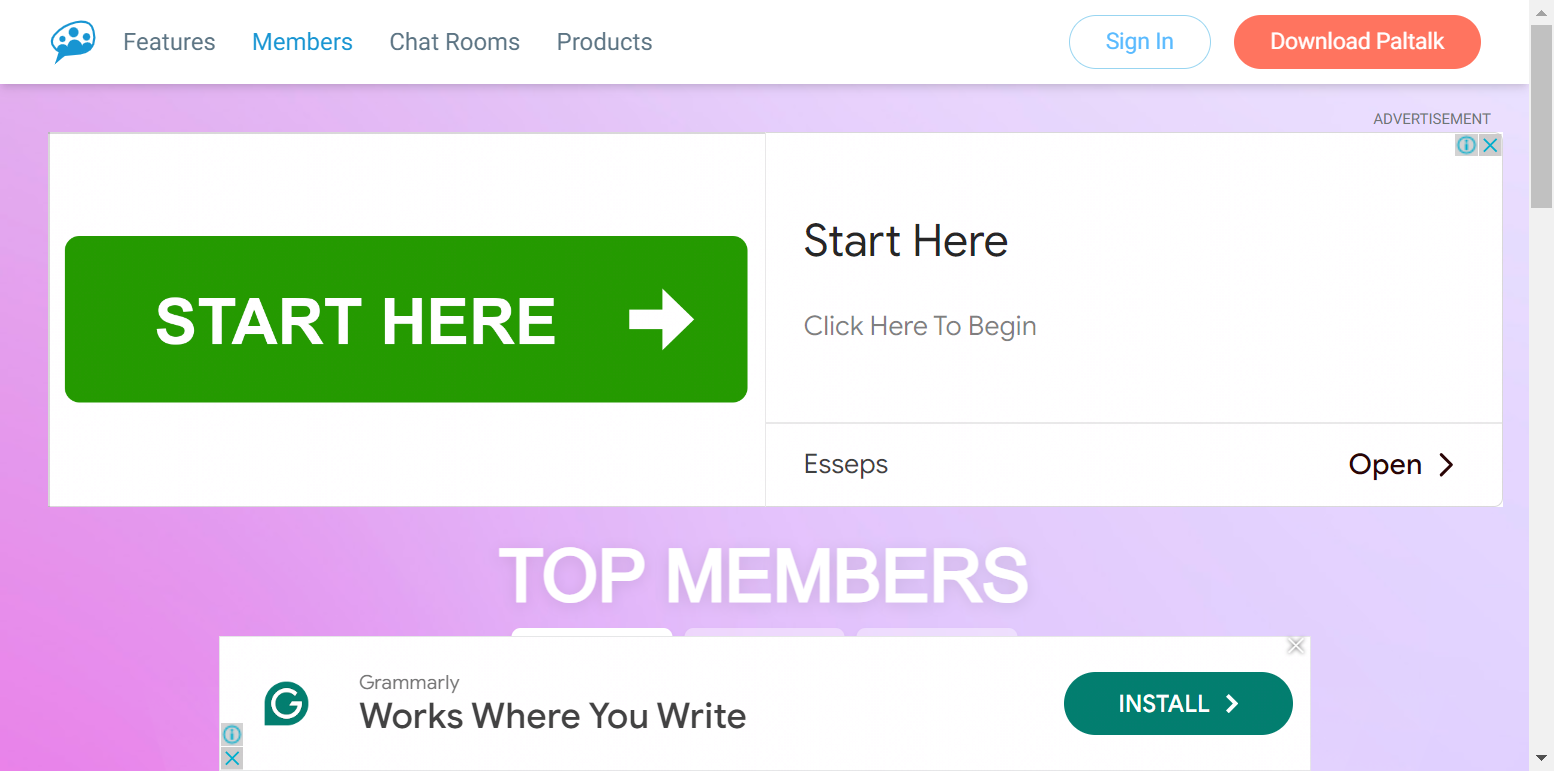 Features Members Chat Rooms Products Sign In Download Paltalk
ADVERTISEMENT
START HERE
Start Here
Click Here To Begin
Esseps Open
TOP MEMBERS
Grammarly
Works Where You Write
INSTALL